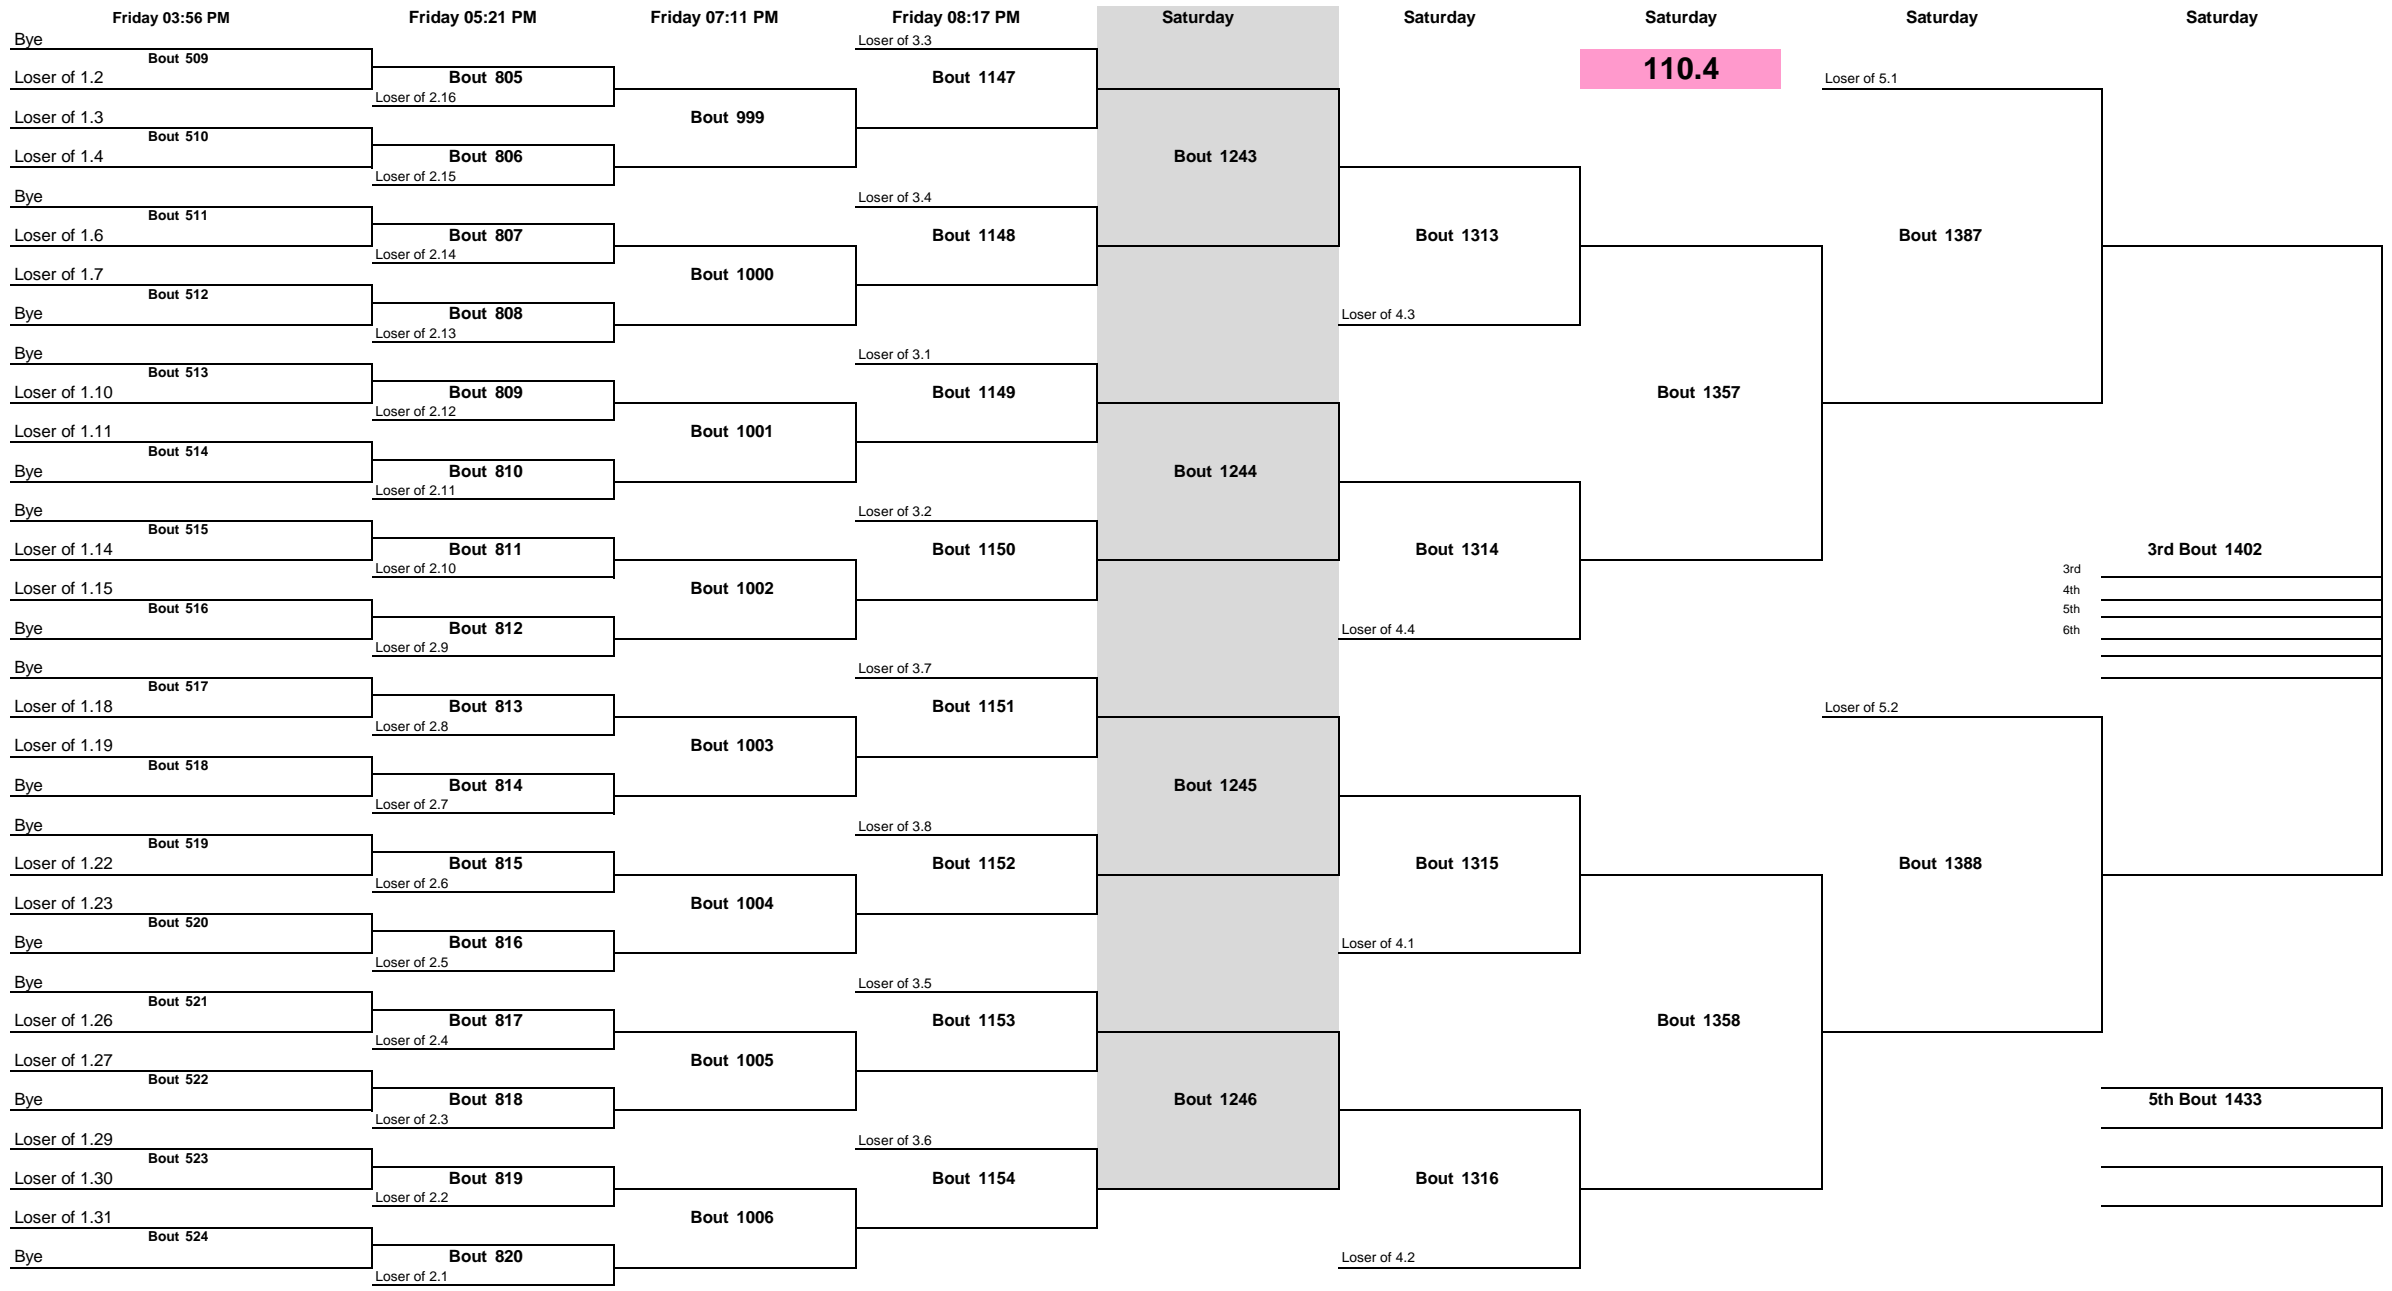 Friday 03:56 PM
Friday 05:21 PM
Friday 07:11 PM
Friday 08:17 PM
Saturday
Saturday
Saturday
Saturday
Saturday
110.4
Bye
Bout 509
Loser of 1.2
Loser of 1.3
Bout 510
Loser of 1.4
Bye
Bout 511
Loser of 1.6
Loser of 1.7
Bout 512
Bye
Bye
Bout 513
Loser of 1.10
Loser of 1.11
Bout 514
Bye
Bye
Bout 515
Loser of 1.14
Loser of 1.15
Bout 516
Bye
Bye
Bout 517
Loser of 1.18
Loser of 1.19
Bout 518
Bye
Bye
Bout 519
Loser of 1.22
Loser of 1.23
Bout 520
Bye
Bye
Bout 521
Loser of 1.26
Loser of 1.27
Bout 522
Bye
Loser of 1.29
Bout 523
Loser of 1.30
Loser of 1.31
Bout 524
Bye
Bout 805
Loser of 2.16
Bout 806
Loser of 2.15
Bout 807
Loser of 2.14
Bout 808
Loser of 2.13
Bout 809
Loser of 2.12
Bout 810
Loser of 2.11
Bout 811
Loser of 2.10
Bout 812
Loser of 2.9
Bout 813
Loser of 2.8
Bout 814
Loser of 2.7
Bout 815
Loser of 2.6
Bout 816
Loser of 2.5
Bout 817
Loser of 2.4
Bout 818
Loser of 2.3
Bout 819
Loser of 2.2
Bout 820
Loser of 2.1
Bout 999
Bout 1000
Bout 1001
Bout 1002
Bout 1003
Bout 1004
Bout 1005
Bout 1006
Loser of 3.3
Bout 1147
Loser of 3.4
Bout 1148
Loser of 3.1
Bout 1149
Loser of 3.2
Bout 1150
Loser of 3.7
Bout 1151
Loser of 3.8
Bout 1152
Loser of 3.5
Bout 1153
Loser of 3.6
Bout 1154
Bout 1243
Bout 1244
Bout 1245
Bout 1246
Bout 1313
Loser of 4.3
Bout 1314
Loser of 4.4
Bout 1315
Loser of 4.1
Bout 1316
Loser of 4.2
Bout 1357
Bout 1358
Loser of 5.1
Bout 1387
Loser of 5.2
Bout 1388
3rd Bout 1402
3rd
4th
5th
6th
5th Bout 1433